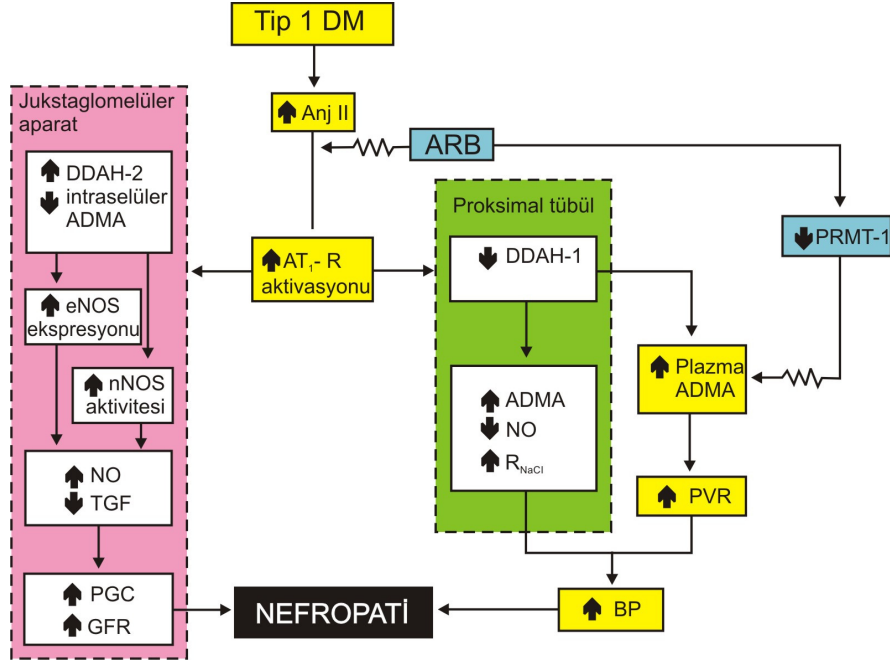 Tip 1 DM
Anj II
ARB
PRMT-1
AT1- R
aktivasyonu
Jukstaglomelüler
aparat
DDAH-2
intraselüler
ADMA
eNOS
ekspresyonu
nNOS
aktivitesi
NO
TGF
PGC
GFR
Proksimal tübül
DDAH-1
ADMA
NO
RNaCl
Plazma
ADMA
PVR
BP
NEFROPATİ